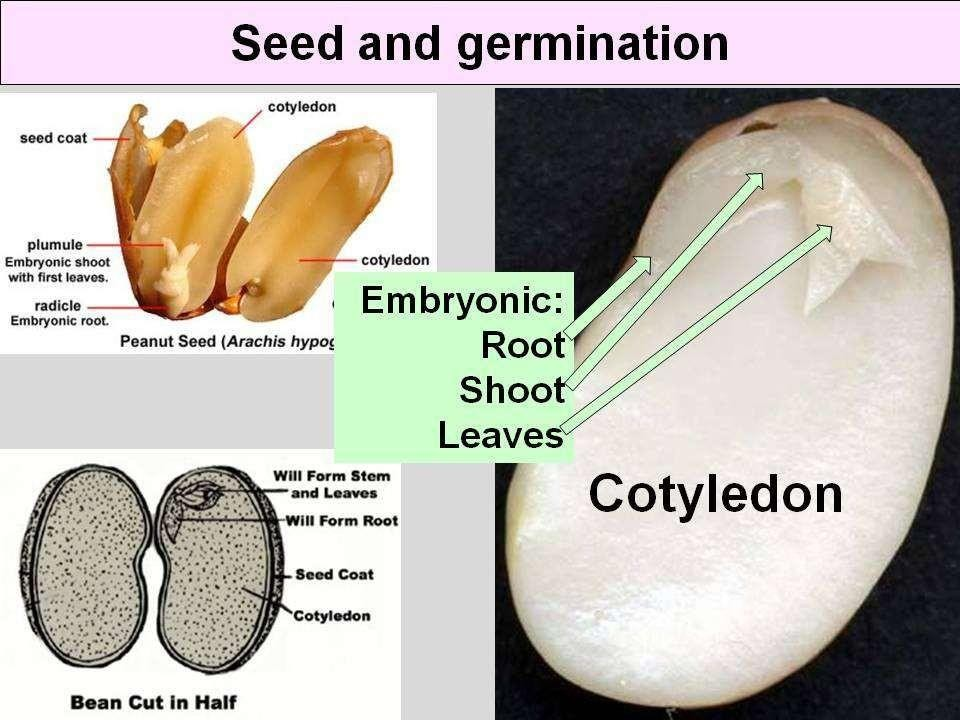 Seed and germination
cotyledon
seed coat
plumule
Embryonic shoot
with first leaves.
cotyledon
radicle
Embryonic root.
Peanut Seed (Arachis hypog
Embryonic:
Root
Shoot
Leaves
Cotyledon
Will Form Stem
and Leaves
Will Form Root
Seed Coat
Cotyledon
Bean Cut in Half